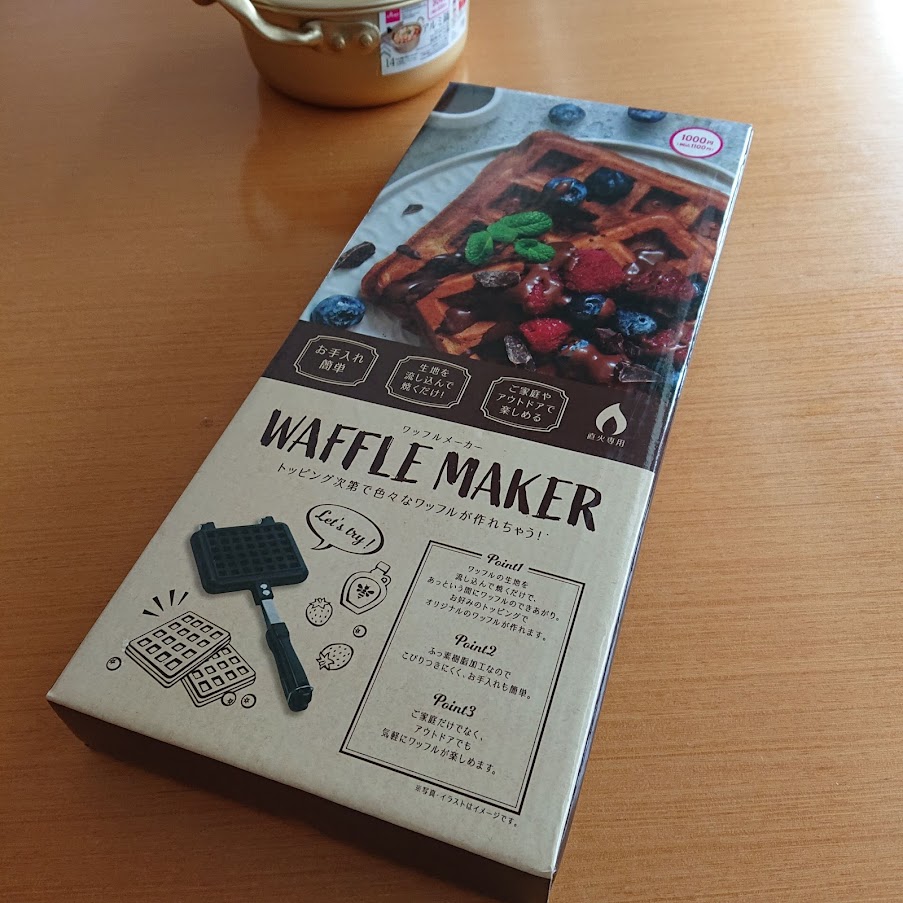 14
1000円
(税込1100円)
お手入れ
簡単
生地を
流し込んで
焼くだけ!
ご家庭や
アウトドアで
楽しめる
直火専用
ワッフルメーカー
WAFFLE MAKER
トッピング次第で色々なワッフルが作れちゃう!
Let's try!
Point1
ワッフルの生地を
流し込んで焼くだけで、
あっという間にワッフルのできあがり。
お好みのトッピングで
オリジナルのワッフルが作れます。
Point2
ふっ素樹脂加工なので
こびりつきにくく、お手入れも簡単。
Point3
ご家庭だけでなく、
アウトドアでも
気軽にワッフルが楽しめます。
※写真・イラストはイメージです。